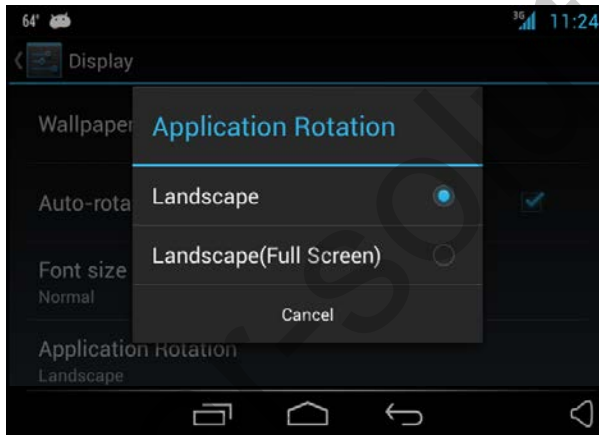 64°
3G 11:24
Display
Wallpaper
Application Rotation
Auto-rota
Landscape
Landscape(Full Screen)
Font size
Normal
Cancel
Application Rotation
Landscape